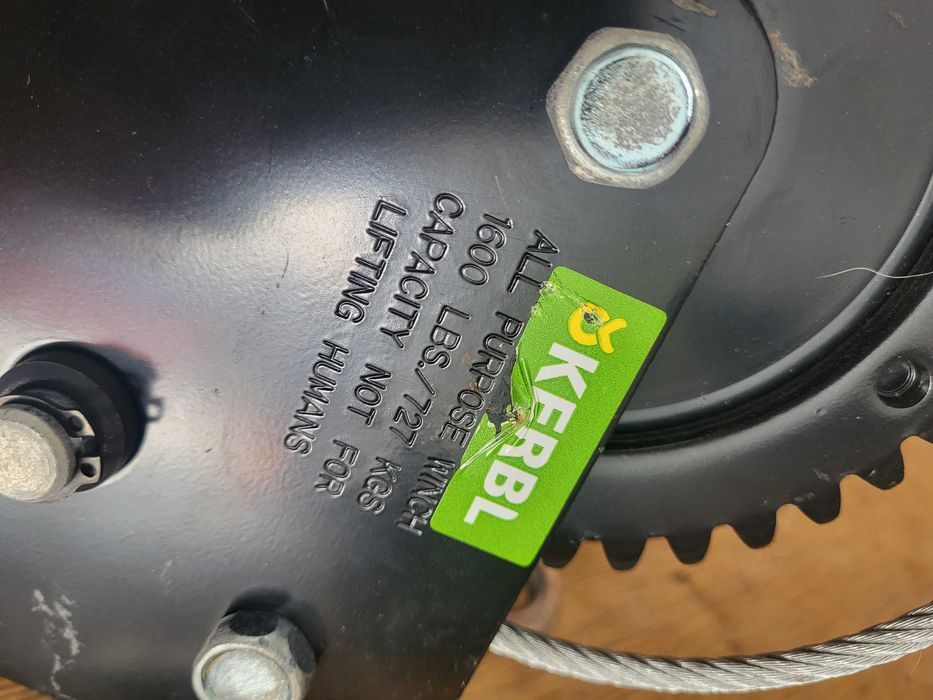 ALL PURPOSE WINCH
1600 LBS./727 KGS
CAPACITY NOT FOR
LIFTING HUMANS
KERBL